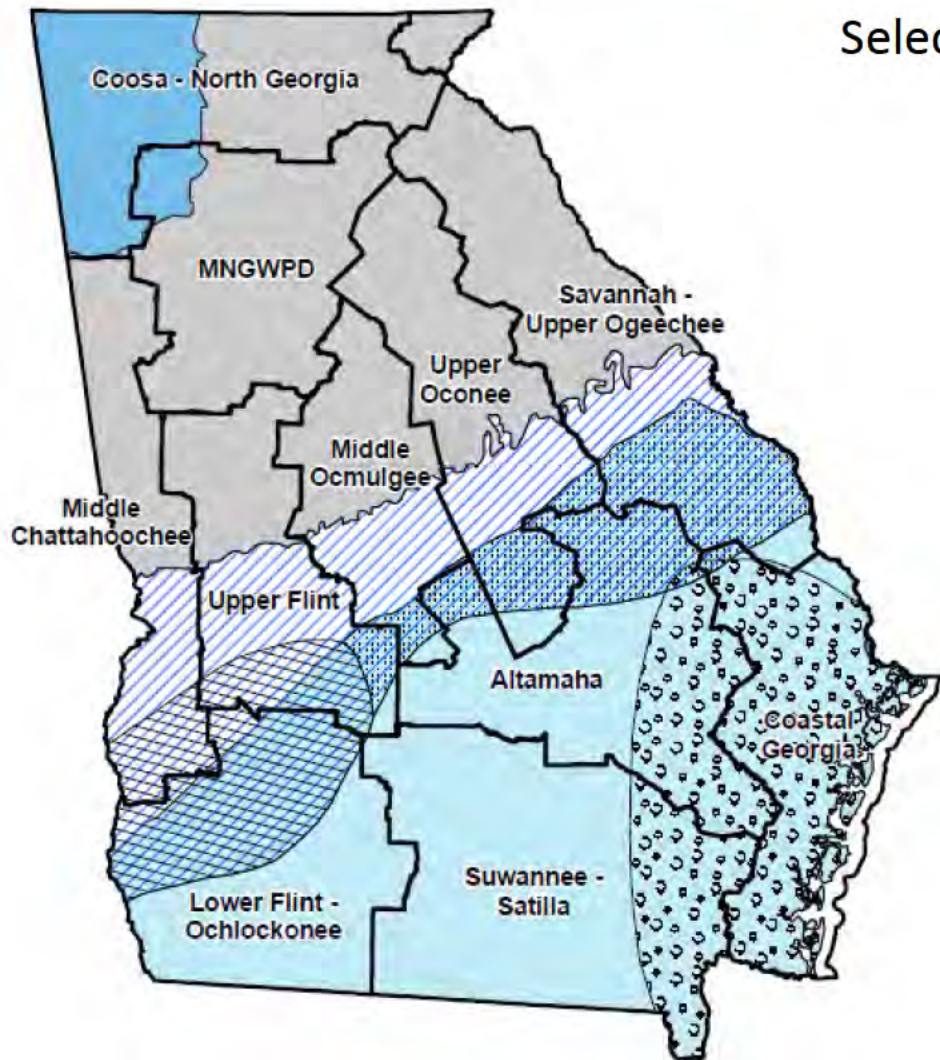 Selec
Coosa - North Georgia
MNGWPD
Savannah -
Upper Ogeechee
Upper
Oconee
Middle
Ocmulgee
Middle
Chattahoochee
Upper Flint
Altamaha
Coastal
Georgia
Suwannee -
Satilla
Lower Flint -
Ochlockonee